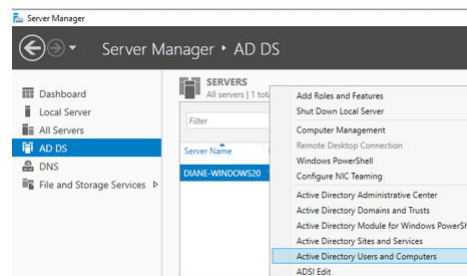 Server Manager
Server Manager • AD DS
Dashboard
Local Server
All Servers
AD DS
DNS
File and Storage Services
SERVERS
All servers | 1 tot
Filter
Server Name
DIANE-WINDOWS20
Add Roles and Features
Shut Down Local Server
Computer Management
Remote Desktop Connection
Windows PowerShell
Configure NIC Teaming
Active Directory Administrative Center
Active Directory Domains and Trusts
Active Directory Module for Windows PowerSh
Active Directory Sites and Services
Active Directory Users and Computers
ADSI Edit